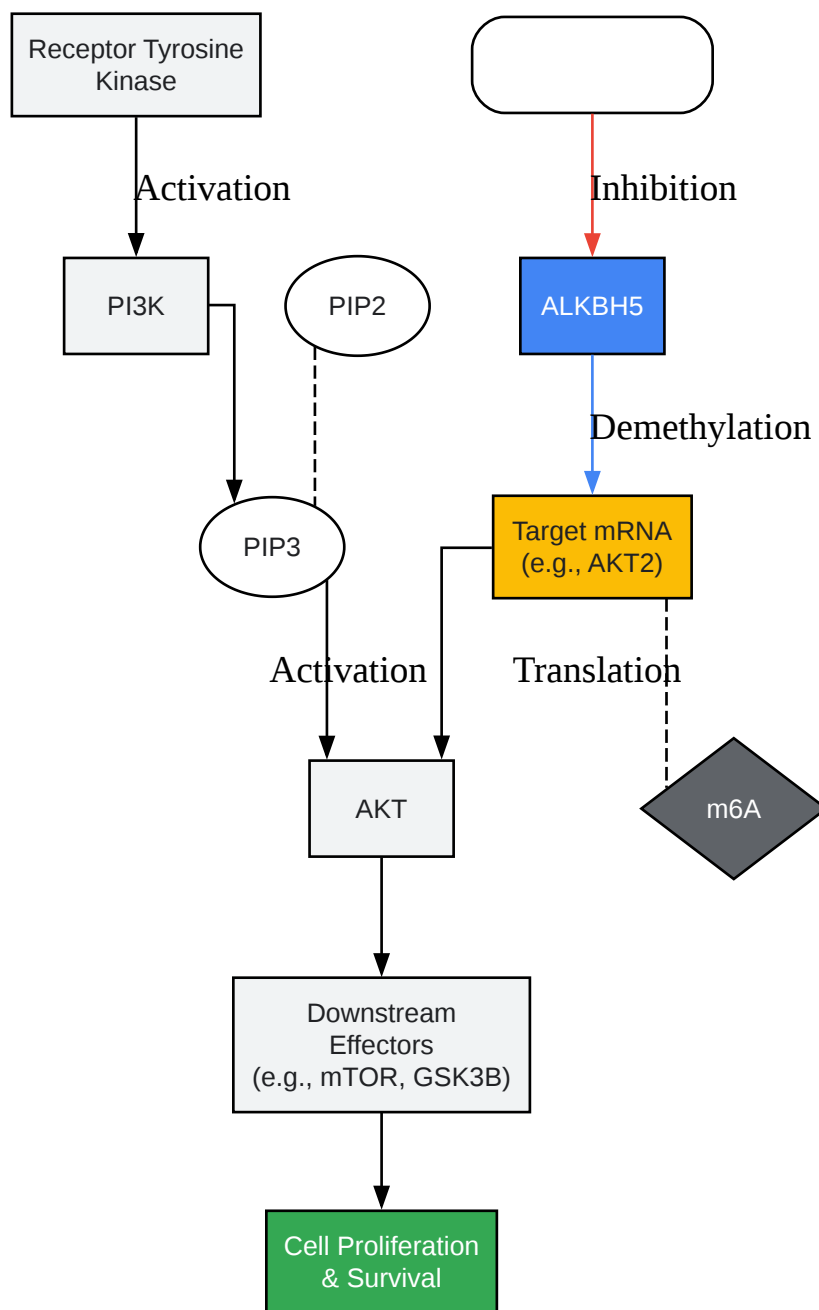 Receptor Tyrosine
Kinase
Activation
Inhibition
PI3K
PIP2
ALKBH5
Demethylation
PIP3
Target mRNA
(e.g., AKT2)
Activation
Translation
AKT
m6A
Downstream
Effectors
(e.g., mTOR, GSK3B)
Cell Proliferation
& Survival